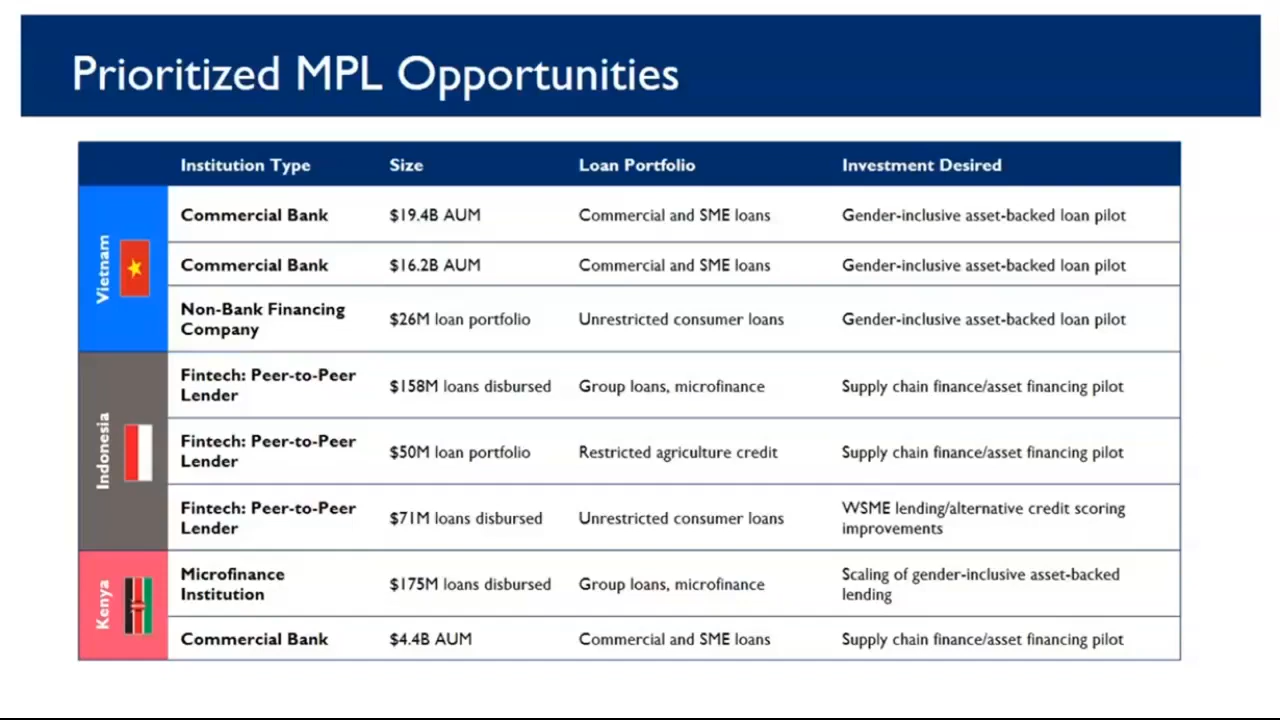 Prioritized MPL Opportunities
Institution Type Size Loan Portfolio Investment Desired
Vietnam
Commercial Bank $19.4B AUM Commercial and SME loans Gender-inclusive asset-backed loan pilot
Commercial Bank $16.2B AUM Commercial and SME loans Gender-inclusive asset-backed loan pilot
Non-Bank Financing
Company $26M loan portfolio Unrestricted consumer loans Gender-inclusive asset-backed loan pilot
Indonesia
Fintech: Peer-to-Peer
Lender $158M loans disbursed Group loans, microfinance Supply chain finance/asset financing pilot
Fintech: Peer-to-Peer
Lender $50M loan portfolio Restricted agriculture credit Supply chain finance/asset financing pilot
Fintech: Peer-to-Peer
Lender $71M loans disbursed Unrestricted consumer loans WSME lending/alternative credit scoring
improvements
Kenya
Microfinance
Institution $175M loans disbursed Group loans, microfinance Scaling of gender-inclusive asset-backed
lending
Commercial Bank $4.4B AUM Commercial and SME loans Supply chain finance/asset financing pilot